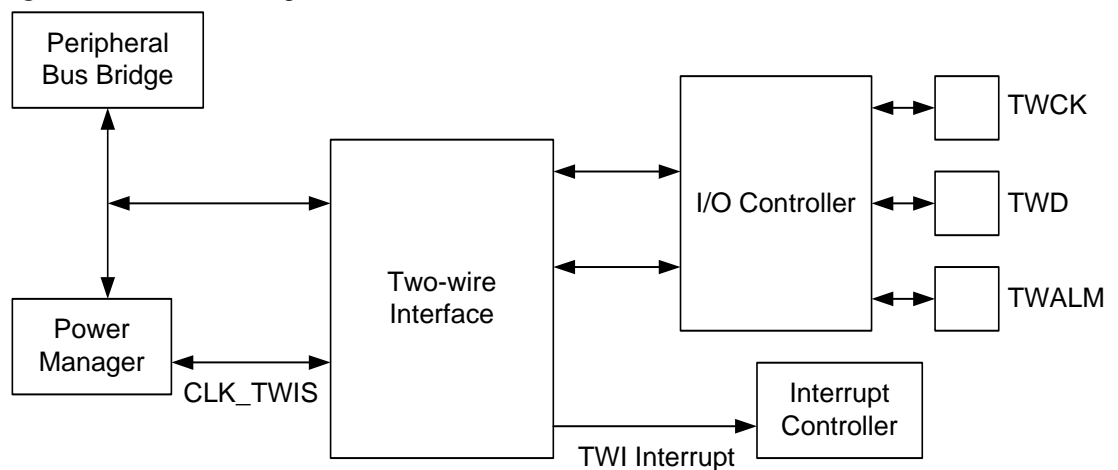 Peripheral
Bus Bridge
TWCK
I/O Controller
TWD
Two-wire
Interface
TWALM
Power
Manager
CLK_TWIS
Interrupt
Controller
TWI Interrupt